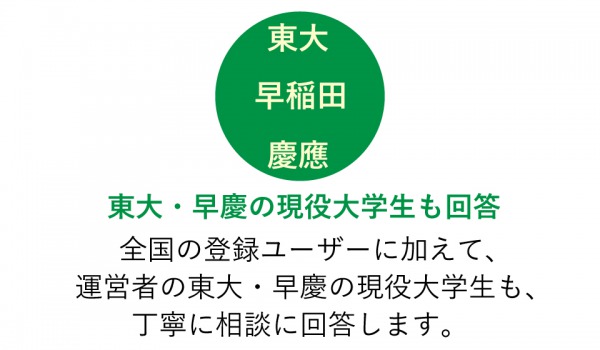 東大
早稲田
慶應
東大・早慶の現役大学生も回答
全国の登録ユーザーに加えて、
運営者の東大・早慶の現役大学生も、
丁寧に相談に回答します。